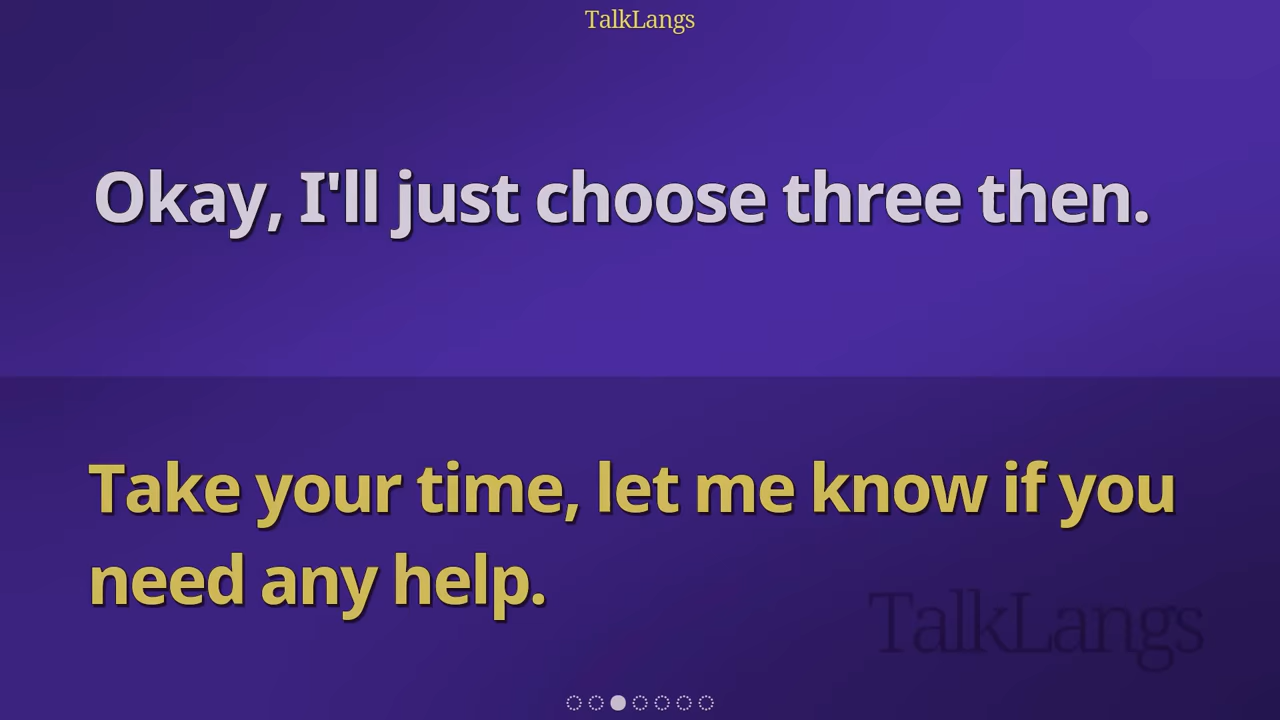 TalkLangs
Okay, I'll just choose three then.
Take your time, let me know if you
need any help.
TalkLangs